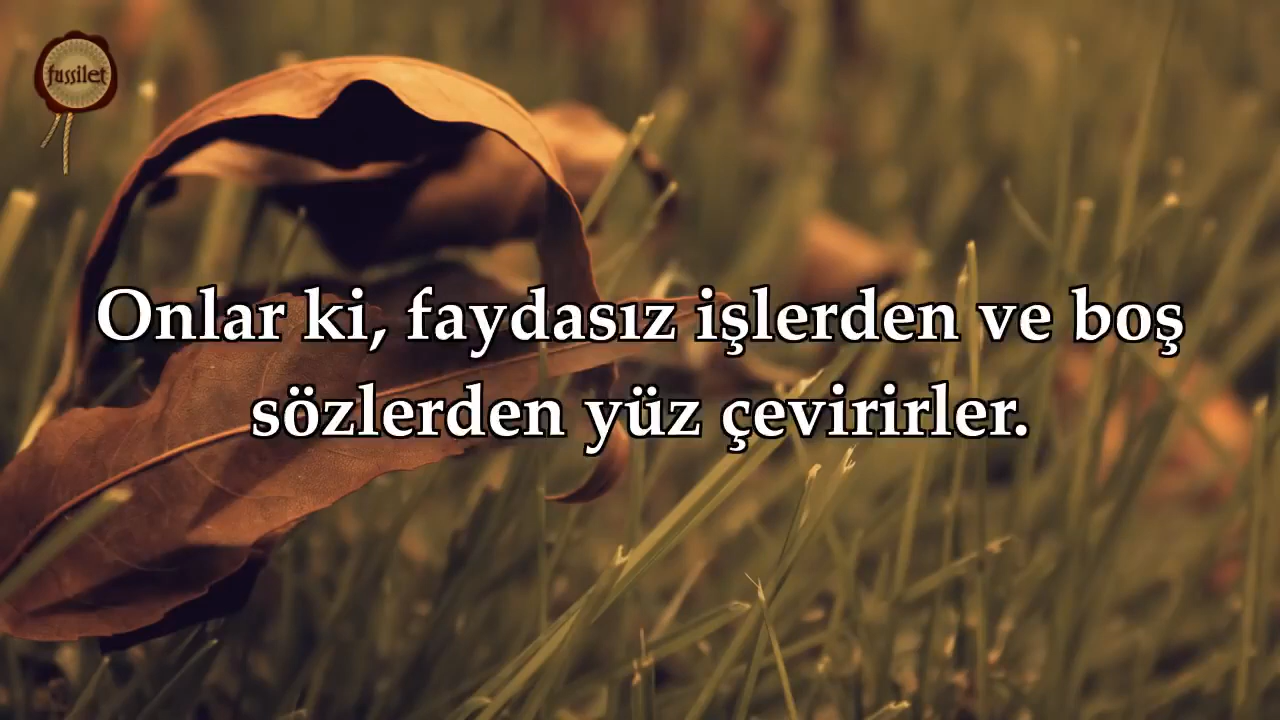 fussilet
Onlar ki, faydasız işlerden ve boş
sözlerden yüz çevirirler.